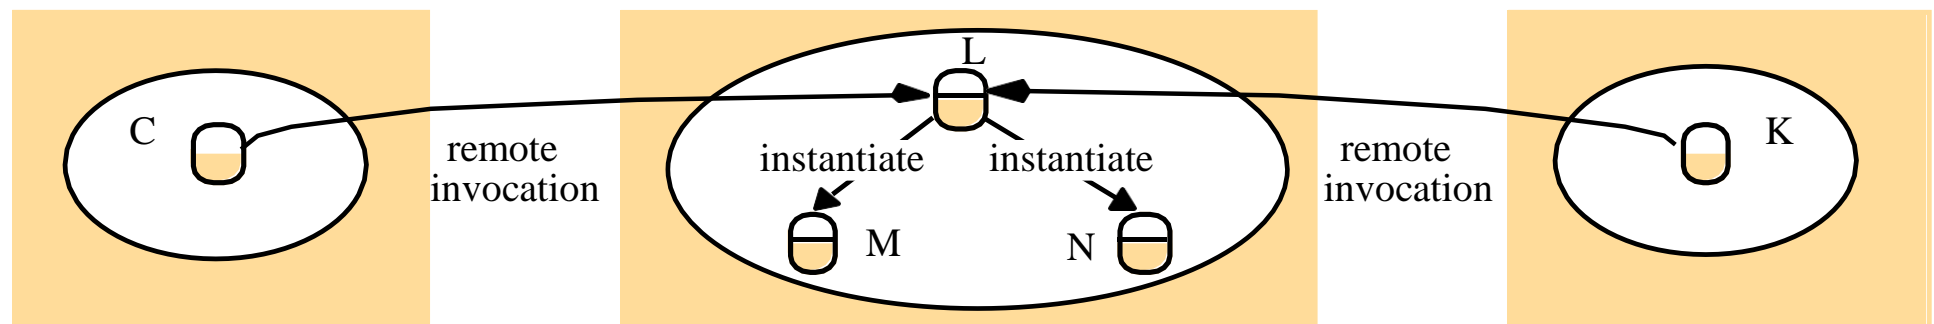 L
C
K
remote
invocation
instantiate
instantiate
remote
invocation
M
N